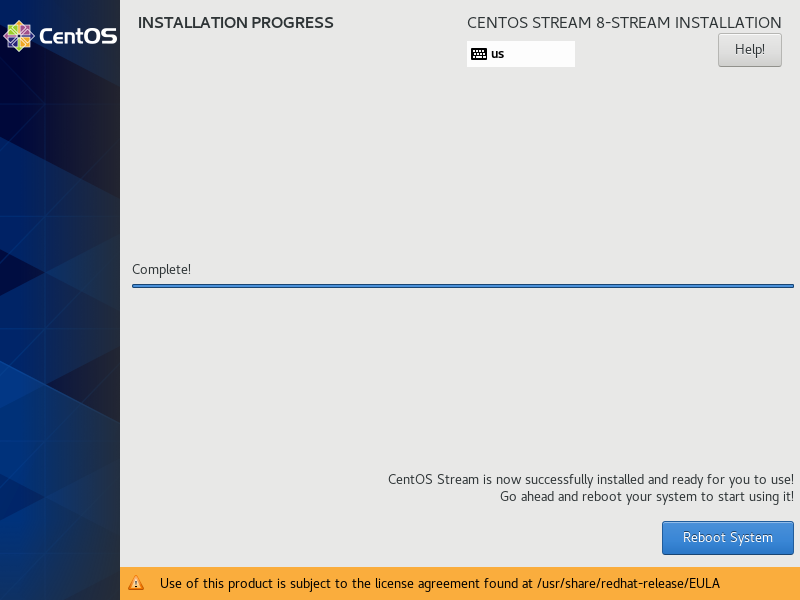 CentOS
INSTALLATION PROGRESS
CENTOS STREAM 8-STREAM INSTALLATION
us
Help!
Complete!
CentOS Stream is now successfully installed and ready for you to use!
Go ahead and reboot your system to start using it!
Reboot System
Use of this product is subject to the license agreement found at /usr/share/redhat-release/EULA